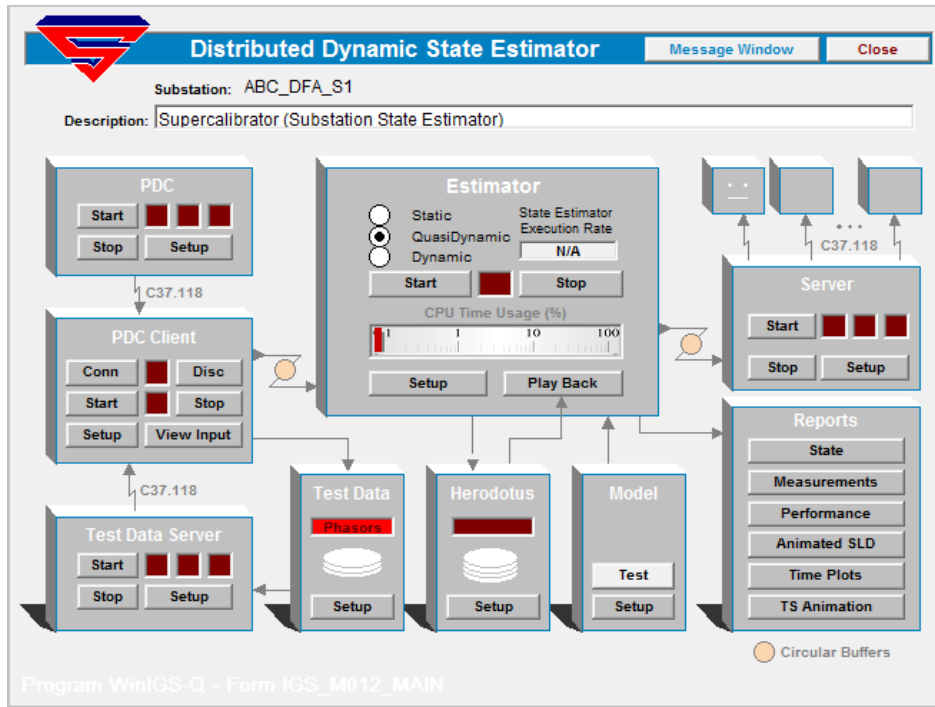 Distributed Dynamic State Estimator
Message Window
Close
Substation: ABC_DFA_S1
Description: Supercalibrator (Substation State Estimator)
PDC
Start
Stop
Setup
C37.118
PDC Client
Conn
Disc
Start
Stop
Setup
View Input
C37.118
Test Data Server
Start
Stop
Setup
Estimator
Static
QuasiDynamic
Dynamic
State Estimator
Execution Rate
N/A
Start
Stop
CPU Time Usage (%)
.1 1 10 100
Setup
Play Back
Test Data
Phasors
Setup
Herodotus
Setup
Model
Test
Setup
...
C37.118
Server
Start
Stop
Setup
Reports
State
Measurements
Performance
Animated SLD
Time Plots
TS Animation
Circular Buffers
Program WinIGS-Q - Form IGS_M012_MAIN